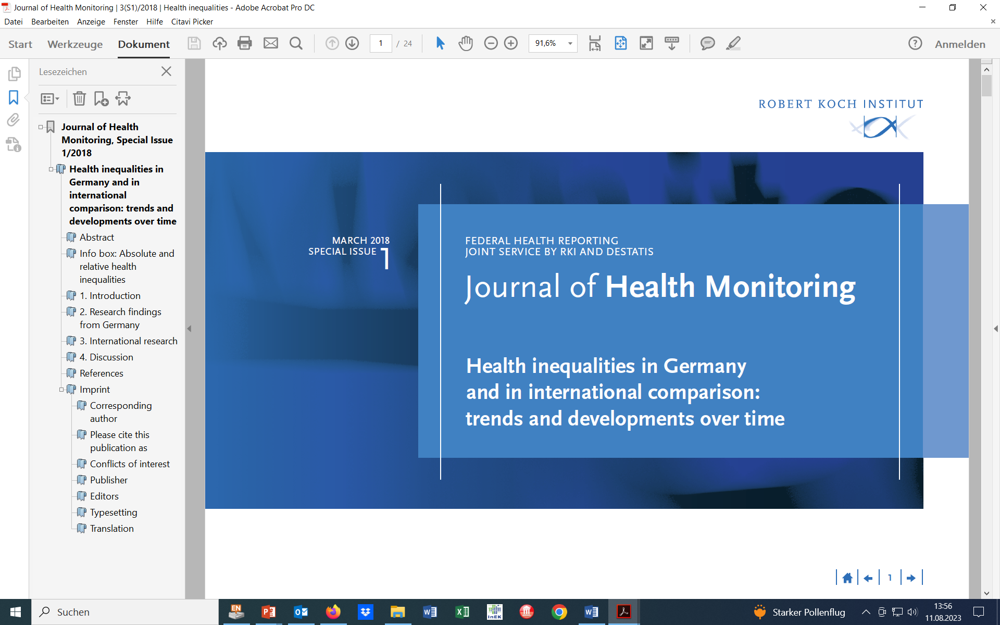 Journal of Health Monitoring | 3(S1)/2018 | Health inequalities - Adobe Acrobat Pro DC
Datei Bearbeiten Anzeige Fenster Hilfe Citavi Picker
Start Werkzeuge Dokument 1 / 24 91,6% Anmelden
Lesezeichen
Journal of Health
Monitoring, Special Issue
1/2018
Health inequalities in
Germany and in
international
comparison: trends and
developments over time
Abstract
Info box: Absolute and
relative health
inequalities
1. Introduction
2. Research findings
from Germany
3. International research
4. Discussion
References
Imprint
Corresponding
author
Please cite this
publication as
Conflicts of interest
Publisher
Editors
Typesetting
Translation
ROBERT KOCH INSTITUT
MARCH 2018
SPECIAL ISSUE 1
FEDERAL HEALTH REPORTING
JOINT SERVICE BY RKI AND DESTATIS
Journal of Health Monitoring
Health inequalities in Germany
and in international comparison:
trends and developments over time
1
Suchen
EN
InEK
Starker Pollenflug
13:56
11.08.2023